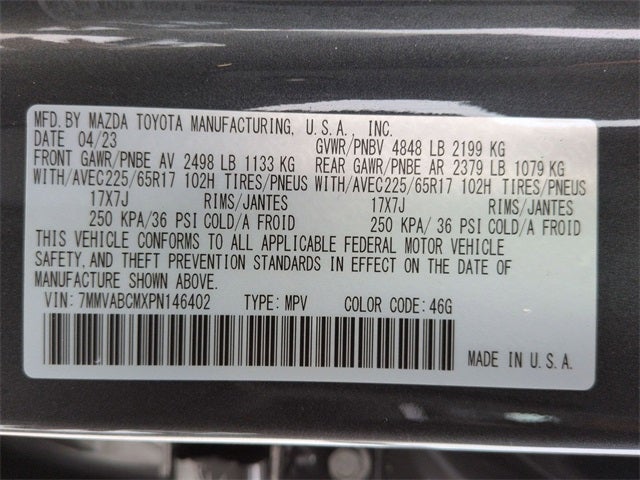 MFD. BY MAZDA TOYOTA MANUFACTURING, U.S.A., INC.
DATE 04/23 GVWR/PNBV 4848 LB 2199 KG
FRONT GAWR/PNBE AV 2498 LB 1133 KG REAR GAWR/PNBE AR 2379 LB 1079 KG
WITH/AVEC225/65R17 102H TIRES/PNEUS WITH/AVEC225/65R17 102H TIRES/PNEUS
17X7J RIMS/JANTES 17X7J RIMS/JANTES
250 KPA/36 PSI COLD/A FROID 250 KPA/ 36 PSI COLD/A FROID
THIS VEHICLE CONFORMS TO ALL APPLICABLE FEDERAL MOTOR VEHICLE
SAFETY, AND THEFT PREVENTION STANDARDS IN EFFECT ON THE DATE OF
MANUFACTURE SHOWN ABOVE.
VIN: 7MMVABCMXPN146402 TYPE: MPV COLOR CODE: 46G
MADE IN U.S.A.